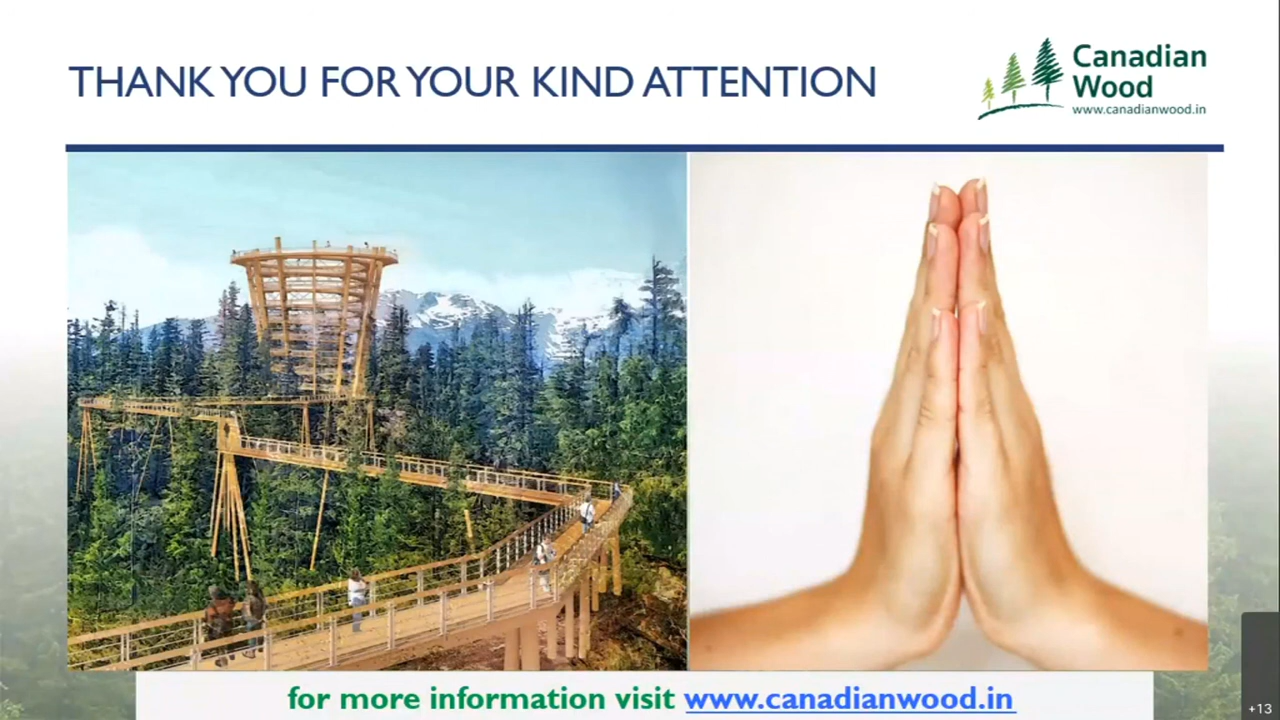 THANK YOU FOR YOUR KIND ATTENTION
Canadian
Wood
www.canadianwood.in
for more information visit www.canadianwood.in
+13